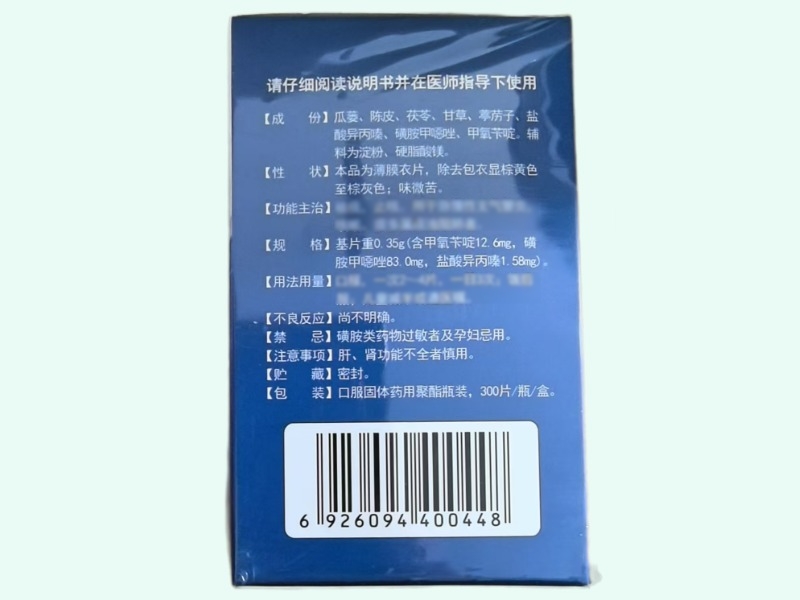 请仔细阅读说明书并在医师指导下使用
【成　份】瓜蒌、陈皮、茯苓、甘草、葶苈子、盐
酸异丙嗪、磺胺甲噁唑、甲氧苄啶。辅
料为淀粉、硬脂酸镁。
【性　状】本品为薄膜衣片，除去包衣显棕黄色
至棕灰色；味微苦。
【功能主治】
【规　格】基片重0.35g(含甲氧苄啶12.6mg，磺
胺甲噁唑83.0mg，盐酸异丙嗪1.58mg)。
【用法用量】
【不良反应】尚不明确。
【禁　忌】磺胺类药物过敏者及孕妇忌用。
【注意事项】肝、肾功能不全者慎用。
【贮　藏】密封。
【包　装】口服固体药用聚酯瓶装，300片/瓶/盒。
6 926094 400448